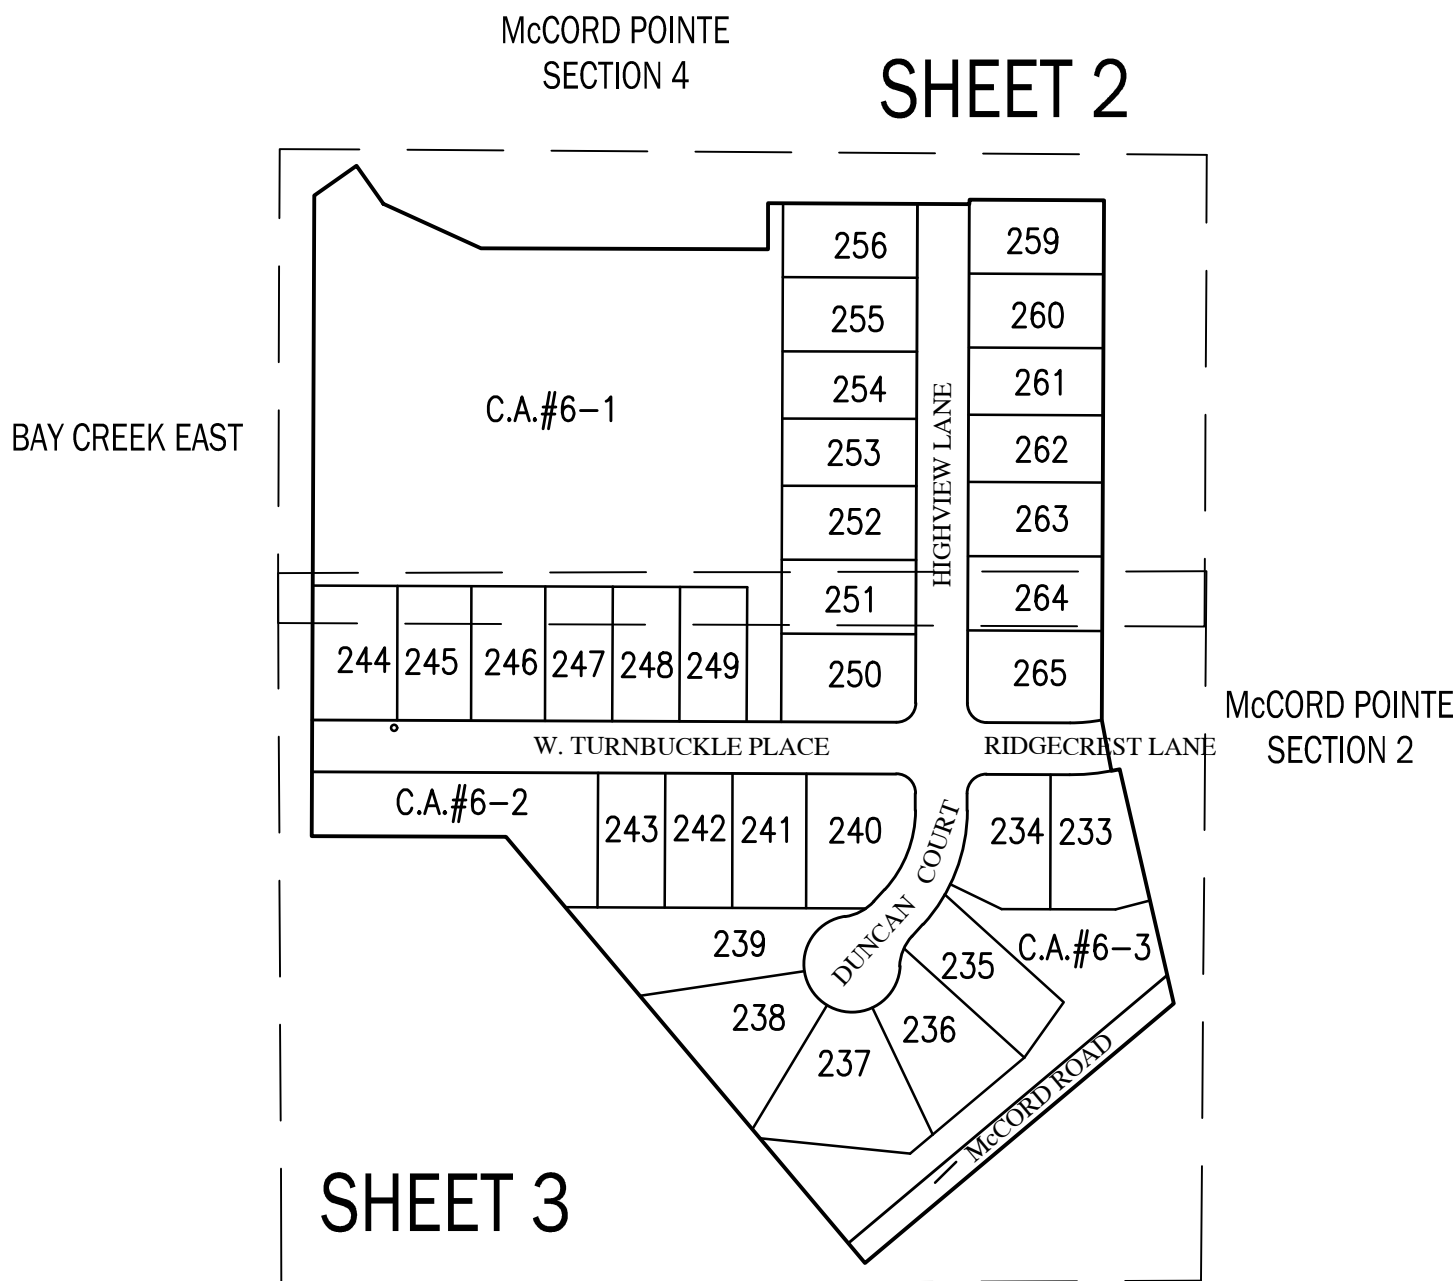 McCORD POINTE
SECTION 4
SHEET 2
256
259
255
260
254
261
C.A.#6-1
BAY CREEK EAST
HIGHVIEW LANE
253
262
252
263
251
264
244
245
246
247
248
249
250
265
McCORD POINTE
SECTION 2
W. TURNBUCKLE PLACE
RIDGECREST LANE
C.A.#6-2
243
242
241
240
DUNCAN COURT
234
233
239
235
C.A.#6-3
238
236
237
McCORD ROAD
SHEET 3